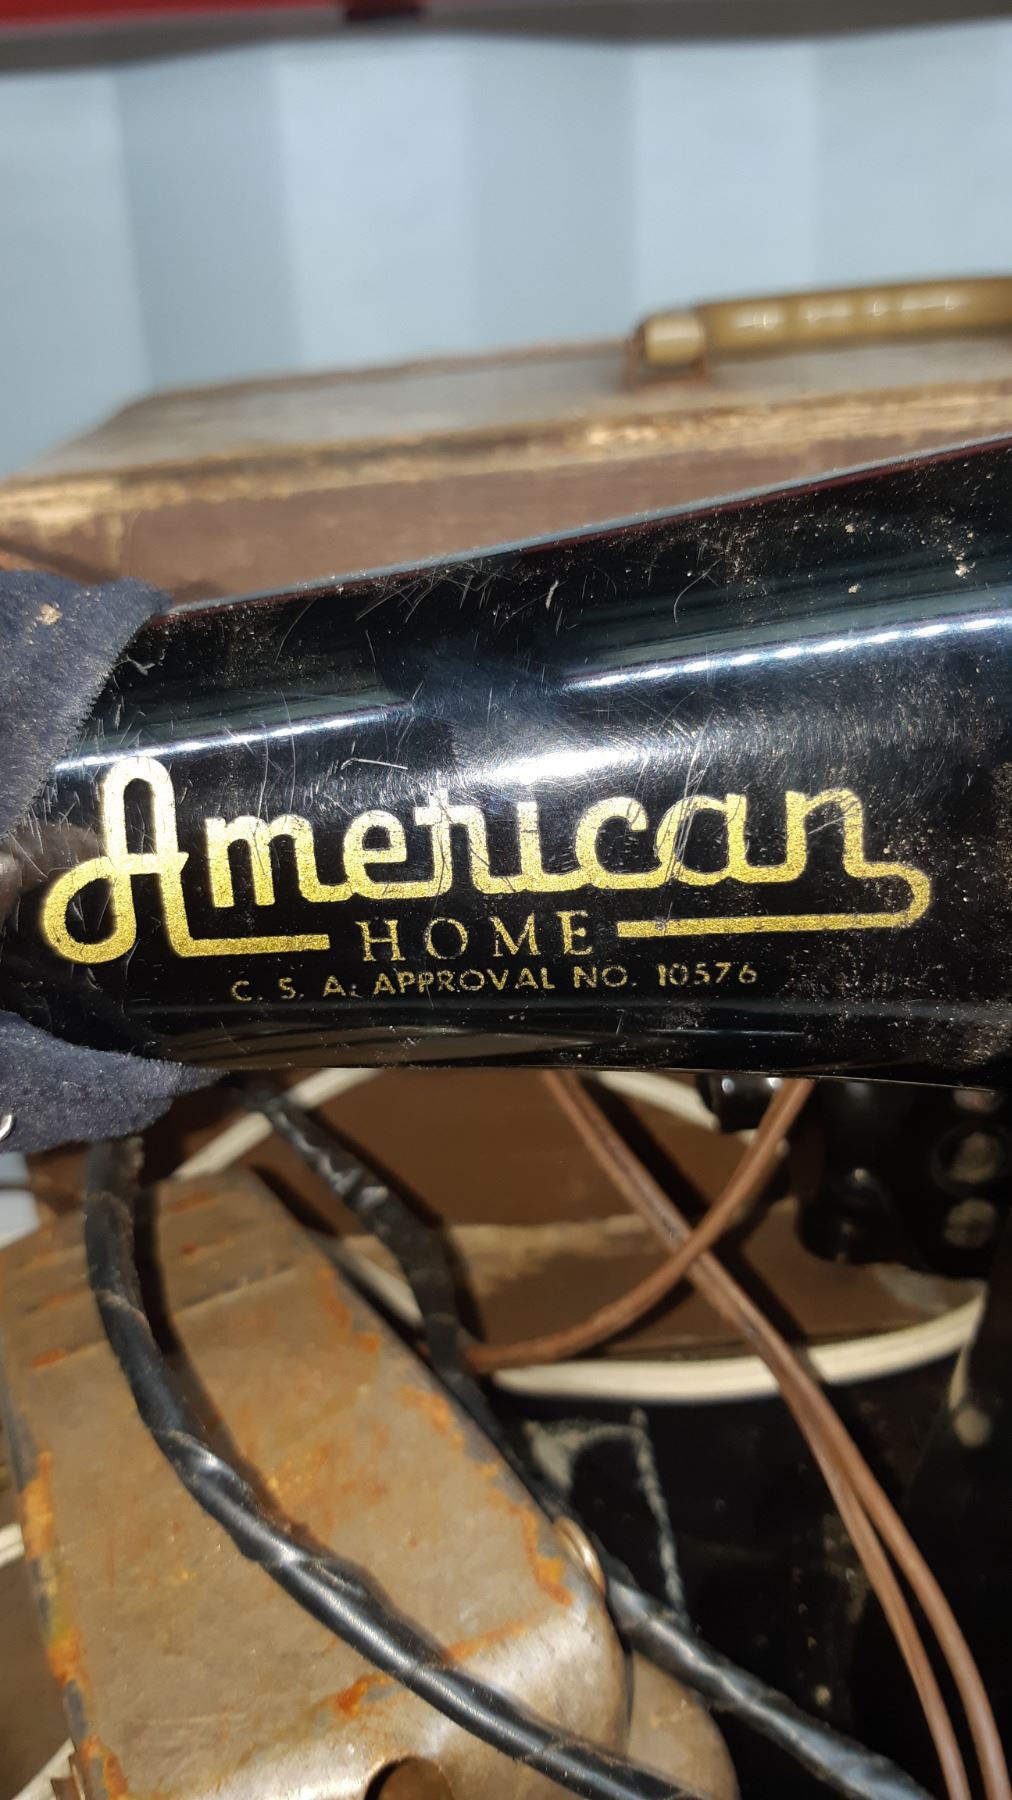 American
HOME
C. S. A. APPROVAL NO. 10576